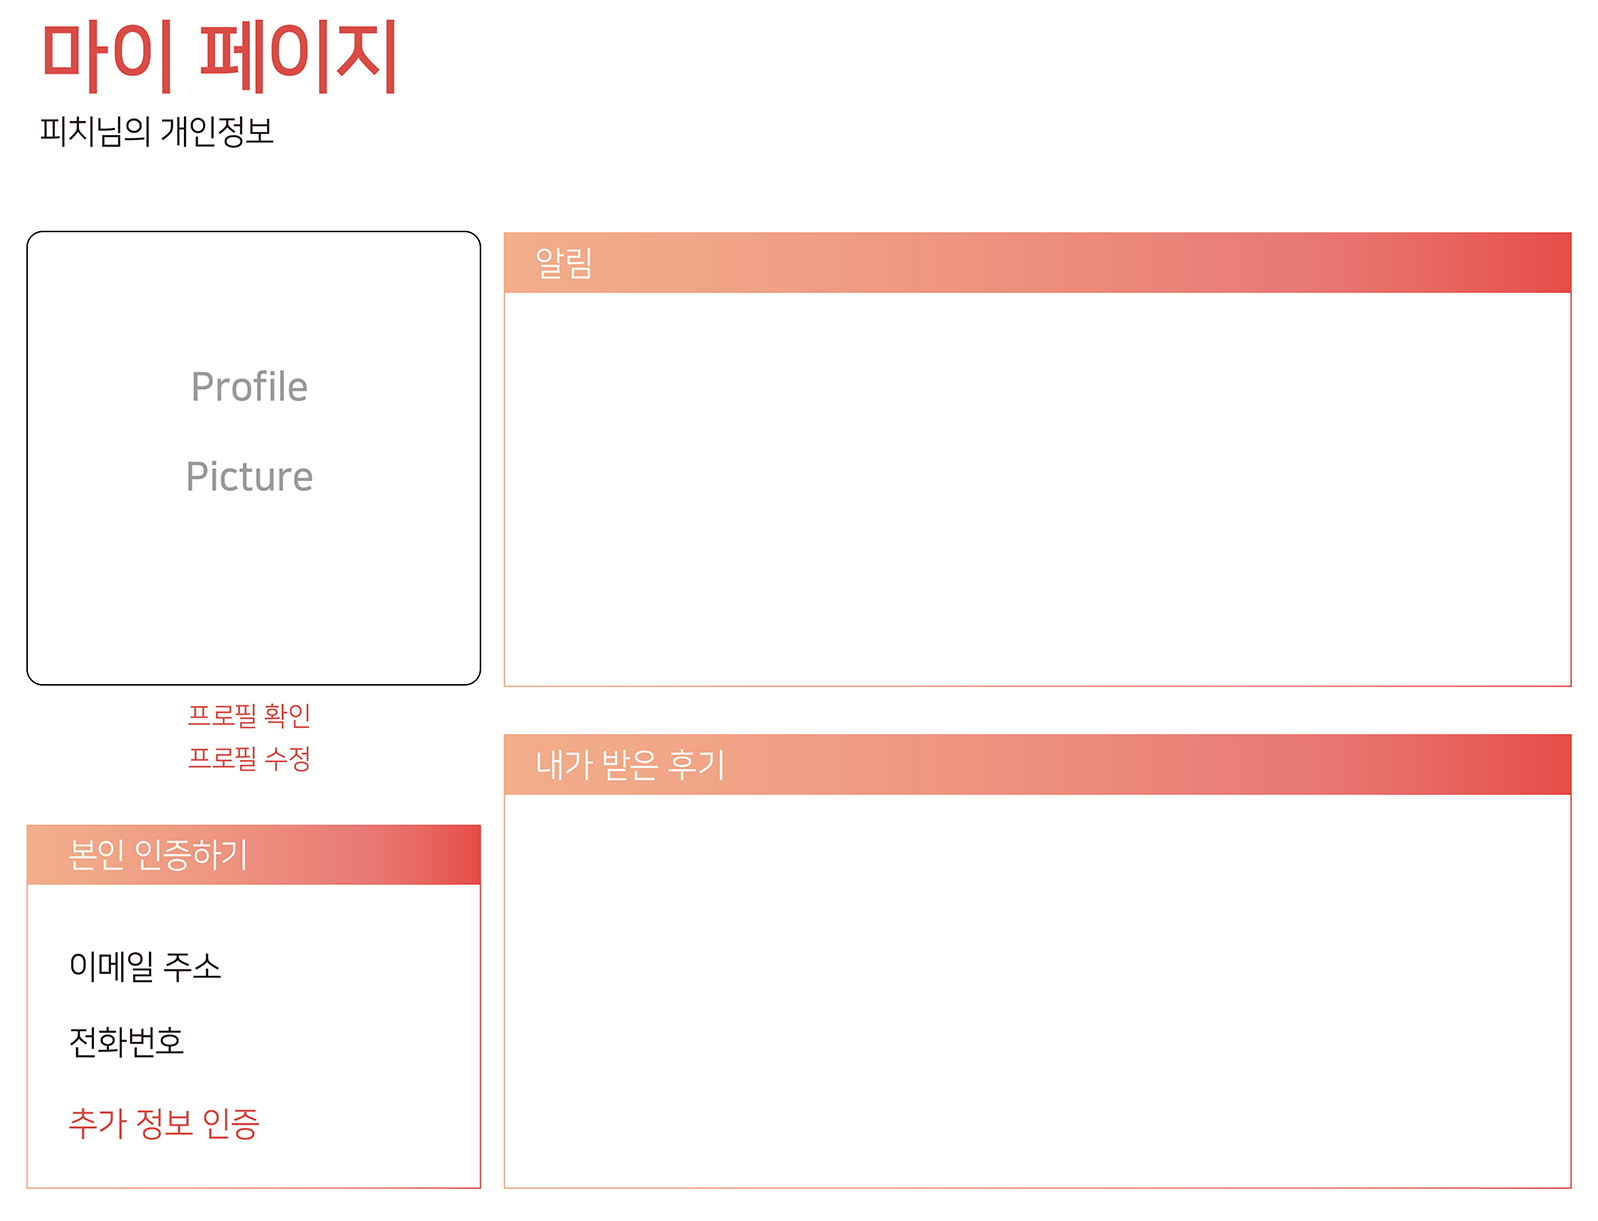 마이 페이지
피치님의 개인정보
Profile
Picture
프로필 확인
프로필 수정
본인 인증하기
이메일 주소
전화번호
추가 정보 인증
알림
내가 받은 후기